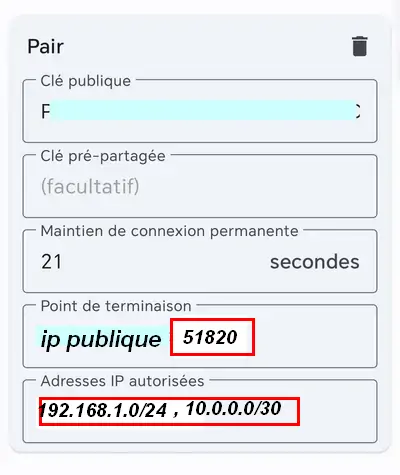 Pair
Clé publique
F
Clé pré-partagée
(facultatif)
Maintien de connexion permanente
21 secondes
Point de terminaison
ip publique 51820
Adresses IP autorisées
192.168.1.0/24 , 10.0.0.0/30